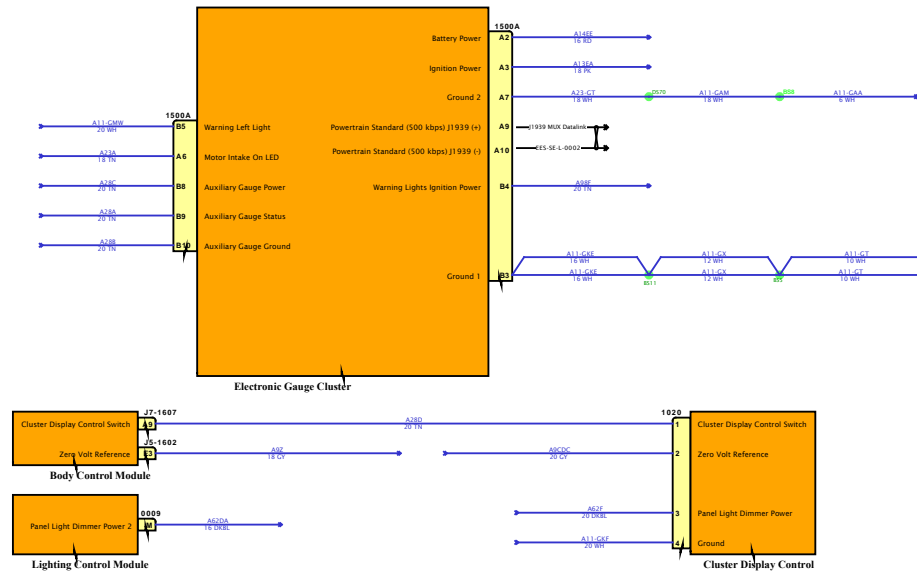 1500A
Battery Power
A2
A14EE
16 RD
Ignition Power
A3
A13EA
18 PK
Ground 2
A7
A23-GT
18 WH
DS70
A11-GAM
18 WH
A11-GAA
6 WH
1500A
A11-GMW
20 WH
B5
Warning Left Light
Powertrain Standard (500 kbps) J1939 (+)
A9
J1939 MUX Datalink
A23A
18 TN
A6
Motor Intake On LED
Powertrain Standard (500 kbps) J1939 (-)
A10
EES-SE-L-0002
A28C
20 TN
B8
Auxiliary Gauge Power
Warning Lights Ignition Power
B4
A98F
20 TN
A28A
20 TN
B9
Auxiliary Gauge Status
A28B
20 TN
B10
Auxiliary Gauge Ground
A11-GKE
16 WH
A11-GX
12 WH
A11-GT
10 WH
Ground 1
B3
A11-GKE
16 WH
BS11
A11-GX
12 WH
A11-GT
10 WH
Electronic Gauge Cluster
J7-1607
Cluster Display Control Switch
A9
A28D
20 TN
1020
1
Cluster Display Control Switch
J5-1602
Zero Volt Reference
E3
A9Z
18 GY
A9CDC
20 GY
2
Zero Volt Reference
Body Control Module
0009
Panel Light Dimmer Power 2
M
A62DA
16 DKBL
A62F
20 DKBL
3
Panel Light Dimmer Power
A11-GKF
20 WH
4
Ground
Lighting Control Module
Cluster Display Control